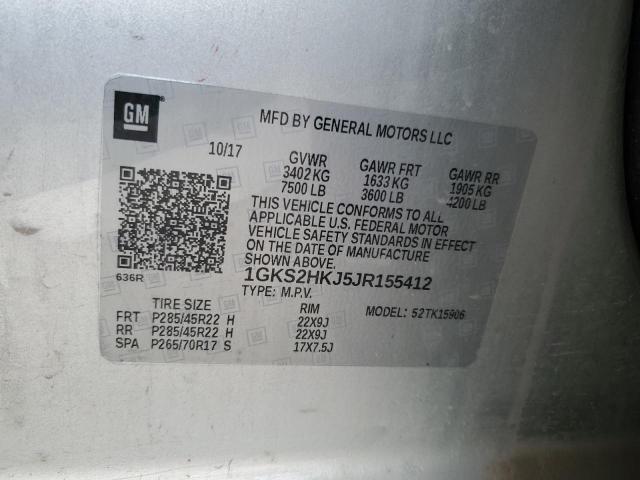 GM
MFD BY GENERAL MOTORS LLC
10/17
GVWR GAWR FRT GAWR RR
3402 KG 1633 KG 1905 KG
7500 LB 3600 LB 4200 LB
THIS VEHICLE CONFORMS TO ALL
APPLICABLE U.S. FEDERAL MOTOR
VEHICLE SAFETY STANDARDS IN EFFECT
ON THE DATE OF MANUFACTURE
SHOWN ABOVE.
636R
1GKS2HKJ5JR155412
TYPE: M.P.V.
TIRE SIZE RIM 52TK15906
FRT P285/45R22 H 22X9J
RR P285/45R22 H 22X9J
SPA P265/70R17 S 17X7.5J